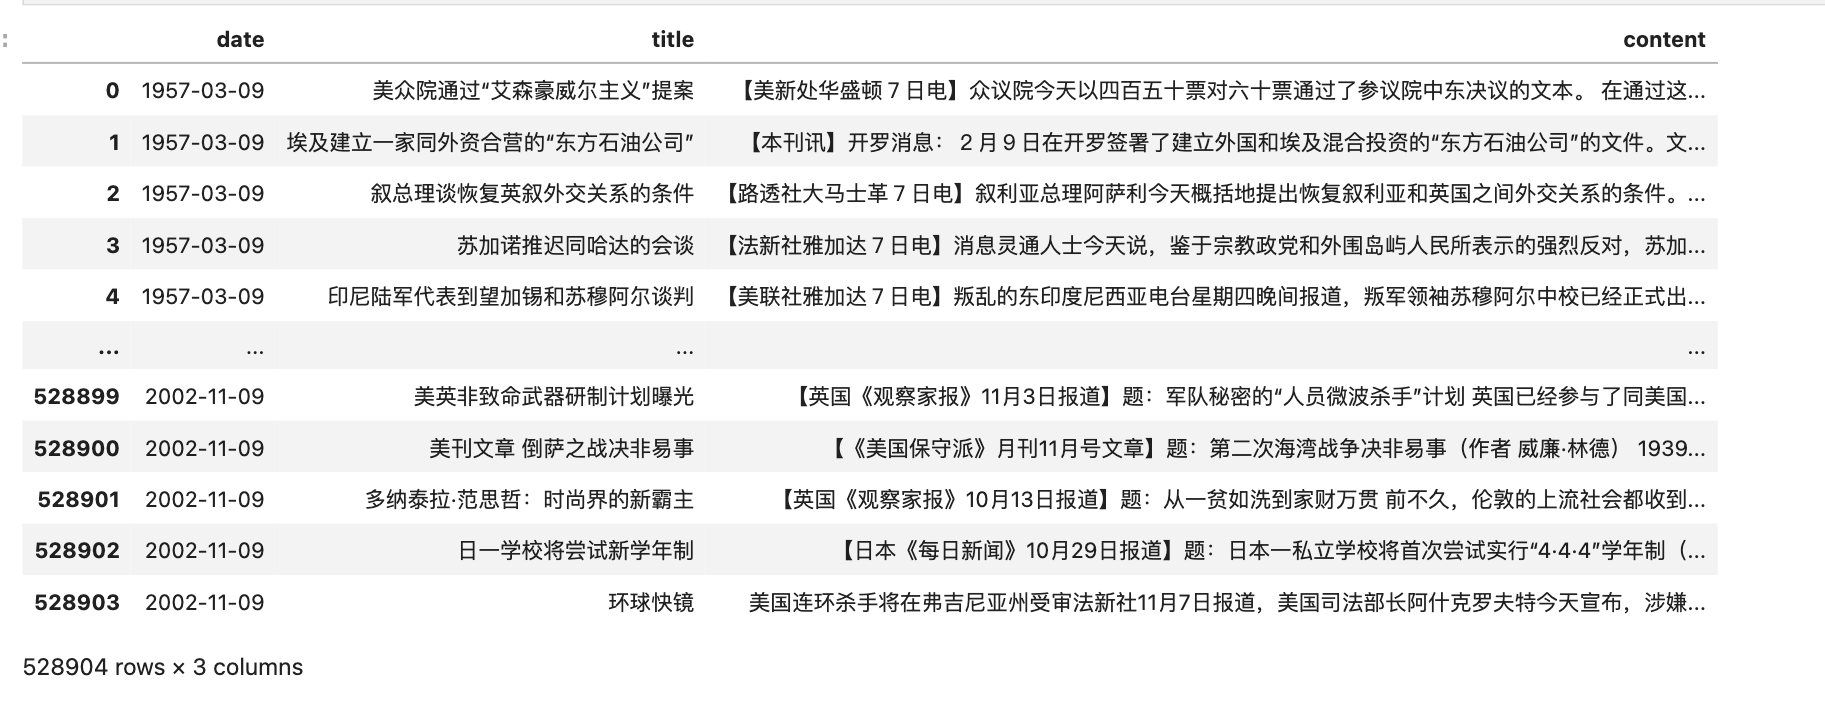 date title content
0 1957-03-09 美众院通过“艾森豪威尔主义”提案 【美新处华盛顿７日电】众议院今天以四百五十票对六十票通过了参议院中东决议的文本。 在通过这...
1 1957-03-09 埃及建立一家同外资合营的“东方石油公司” 【本刊讯】开罗消息： ２月９日在开罗签署了建立外国和埃及混合投资的“东方石油公司”的文件。文...
2 1957-03-09 叙总理谈恢复英叙外交关系的条件 【路透社大马士革７日电】叙利亚总理阿萨利今天概括地提出恢复叙利亚和英国之间外交关系的条件。...
3 1957-03-09 苏加诺推迟同哈达的会谈 【法新社雅加达７日电】消息灵通人士今天说，鉴于宗教政党和外围岛屿人民所表示的强烈反对，苏加...
4 1957-03-09 印尼陆军代表到望加锡和苏穆阿尔谈判 【美联社雅加达７日电】叛乱的东印度尼西亚电台星期四晚间报道，叛军领袖苏穆阿尔中校已经正式出...
... ... ... ...
528899 2002-11-09 美英非致命武器研制计划曝光 【英国《观察家报》11月3日报道】题：军队秘密的“人员微波杀手”计划 英国已经参与了同美国...
528900 2002-11-09 美刊文章 倒萨之战决非易事 【《美国保守派》月刊11月号文章】题：第二次海湾战争决非易事（作者 威廉·林德） 1939...
528901 2002-11-09 多纳泰拉·范思哲：时尚界的新霸主 【英国《观察家报》10月13日报道】题：从一贫如洗到家财万贯 前不久，伦敦的上流社会都收到...
528902 2002-11-09 日一学校将尝试新学年制 【日本《每日新闻》10月29日报道】题：日本一私立学校将首次尝试实行“4·4·4”学年制（...
528903 2002-11-09 环球快镜 美国连环杀手将在弗吉尼亚州受审法新社11月7日报道，美国司法部长阿什克罗夫特今天宣布，涉嫌...
528904 rows × 3 columns